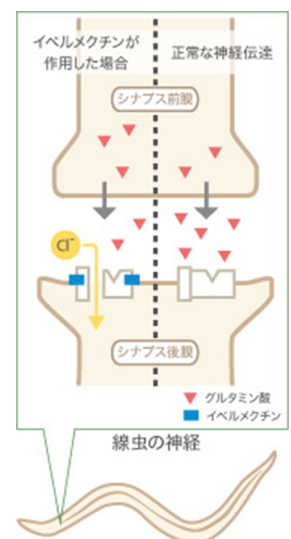 イベルメクチンが
作用した場合
正常な神経伝達
シナプス前膜
Cl⁻
シナプス後膜
グルタミン酸
イベルメクチン
線虫の神経